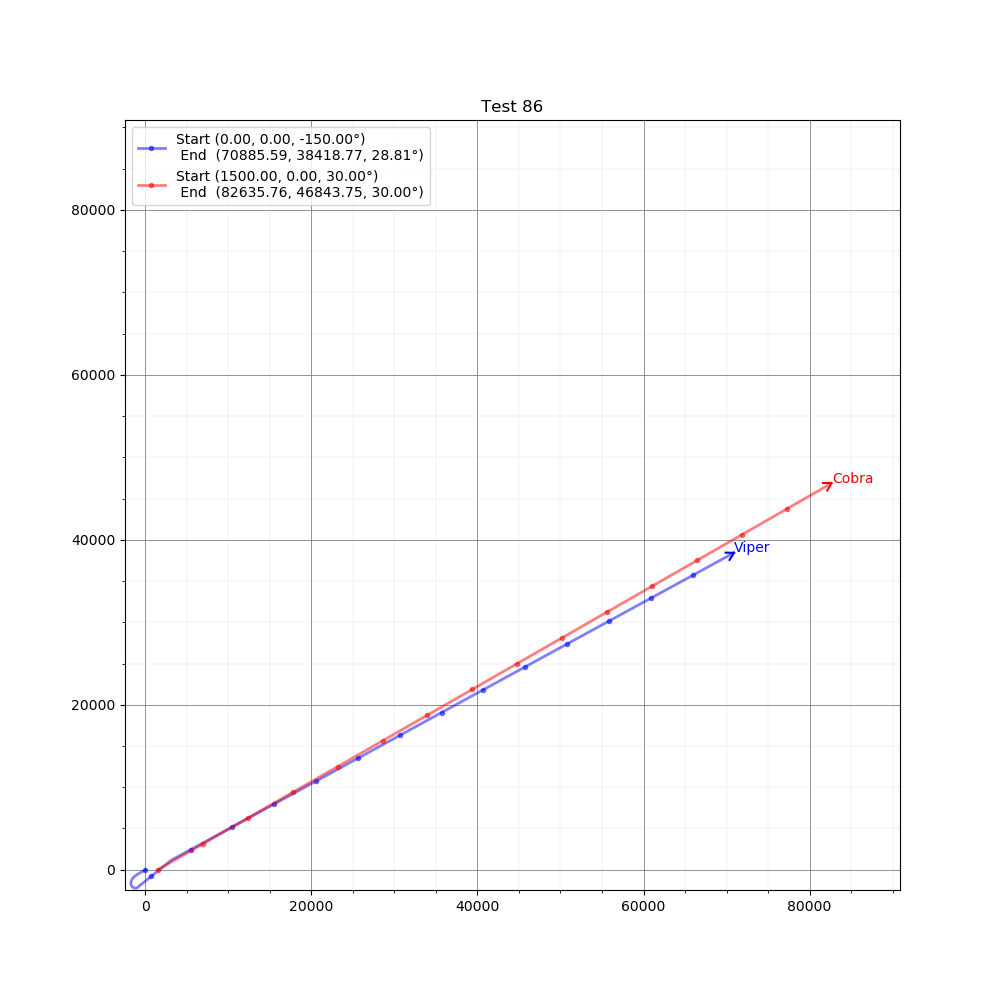 Test 86
Start (0.00, 0.00, -150.00°)
End (70885.59, 38418.77, 28.81°)
Start (1500.00, 0.00, 30.00°)
End (82635.76, 46843.75, 30.00°)
80000
60000
40000
20000
0
Cobra
Viper
0 20000 40000 60000 80000